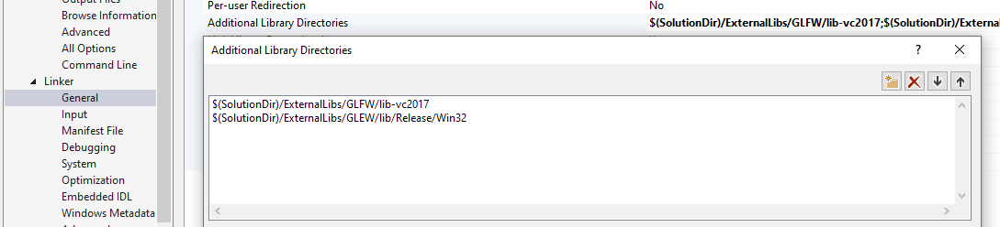 Output Files
Browse Information
Advanced
All Options
Command Line
Linker
General
Input
Manifest File
Debugging
System
Optimization
Embedded IDL
Windows Metadata
Per-user Redirection No
Additional Library Directories $(SolutionDir)/ExternalLibs/GLFW/lib-vc2017;$(SolutionDir)/Externa
Additional Library Directories ?
$(SolutionDir)/ExternalLibs/GLFW/lib-vc2017
$(SolutionDir)/ExternalLibs/GLEW/lib/Release/Win32